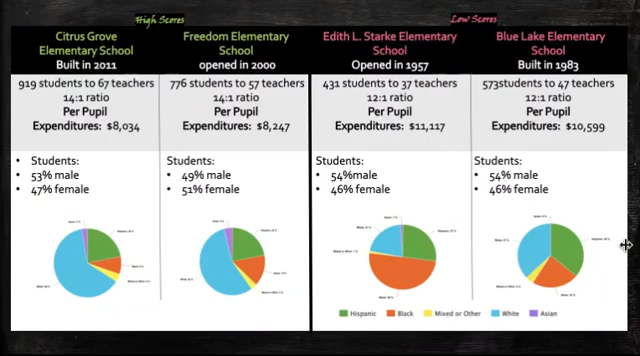 High Scores
Low Scores
Citrus Grove
Elementary School
Built in 2011
Freedom Elementary
School
opened in 2000
Edith L. Starke Elementary
School
Opened in 1957
Blue Lake Elementary
School
Built in 1983
919 students to 67 teachers
14:1 ratio
Per Pupil
Expenditures: $8,034
776 students to 57 teachers
14:1 ratio
Per Pupil
Expenditures: $8,247
431 students to 37 teachers
12:1 ratio
Per Pupil
Expenditures: $11,117
573students to 47 teachers
12:1 ratio
Per Pupil
Expenditures: $10,599
• Students:
• 53% male
• 47% female
Students:
• 49% male
• 51% female
Students:
• 54%male
• 46% female
Students:
• 54% male
• 46% female
Hispanic Black Mixed or Other White Asian